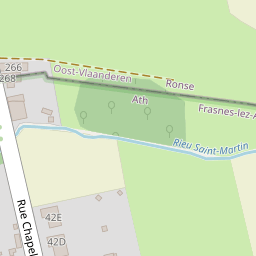 266
268
Oost-Vlaanderen
Ronse
Ath
Frasnes-lez-A
Rieu Saint-Martin
Rue Chapel
42E
42D